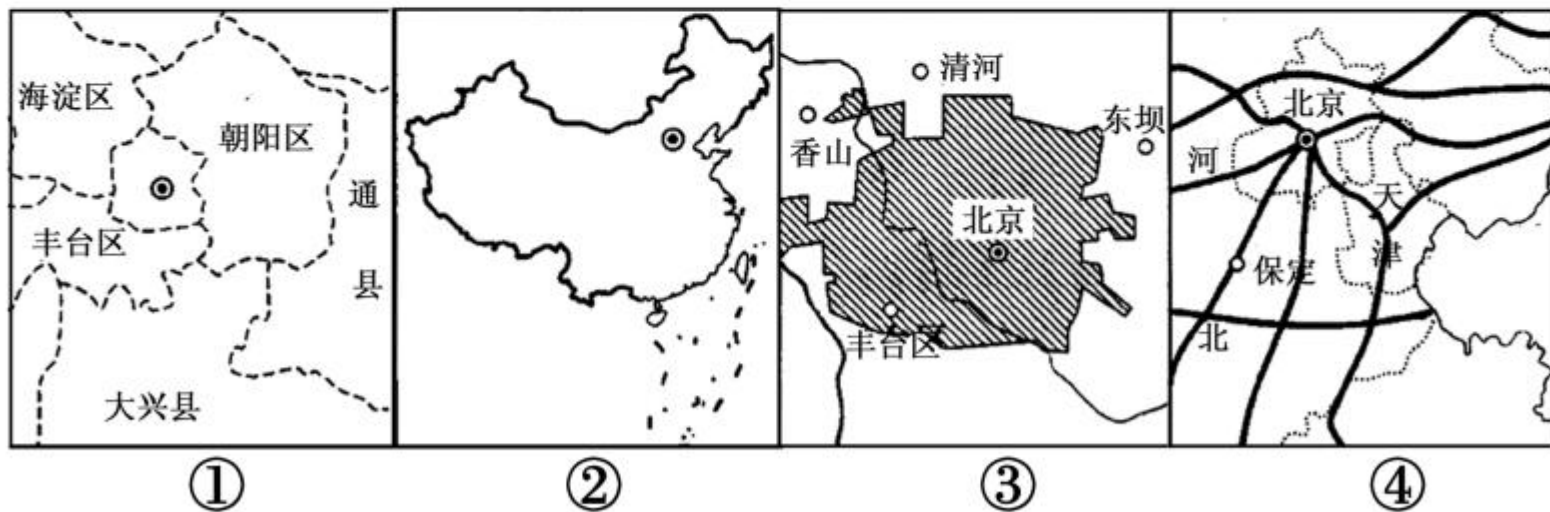 海淀区
朝阳区
丰台区
通
县
大兴县
清河
香山
东坝
北京
丰台区
北京
河
天
津
保定
北
① ② ③ ④